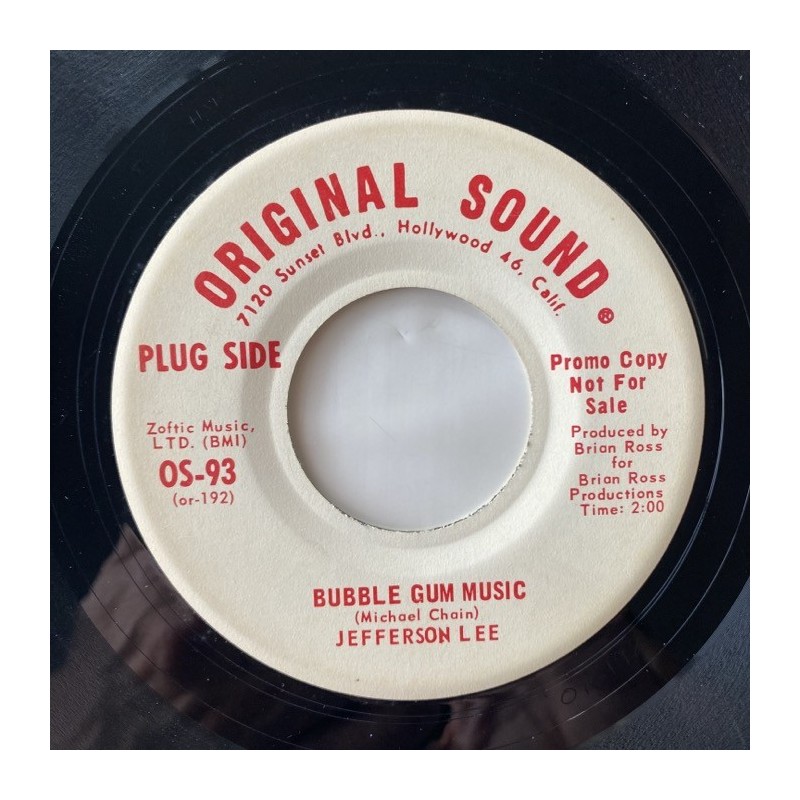 ORIGINAL SOUND®
7120 Sunset Blvd., Hollywood 46, Calif.
PLUG SIDE
Zoftic Music,
LTD. (BMI)
OS-93
(or-192)
Promo Copy
Not For
Sale
Produced by
Brian Ross
for
Brian Ross
Productions
Time: 2:00
BUBBLE GUM MUSIC
(Michael Chain)
JEFFERSON LEE